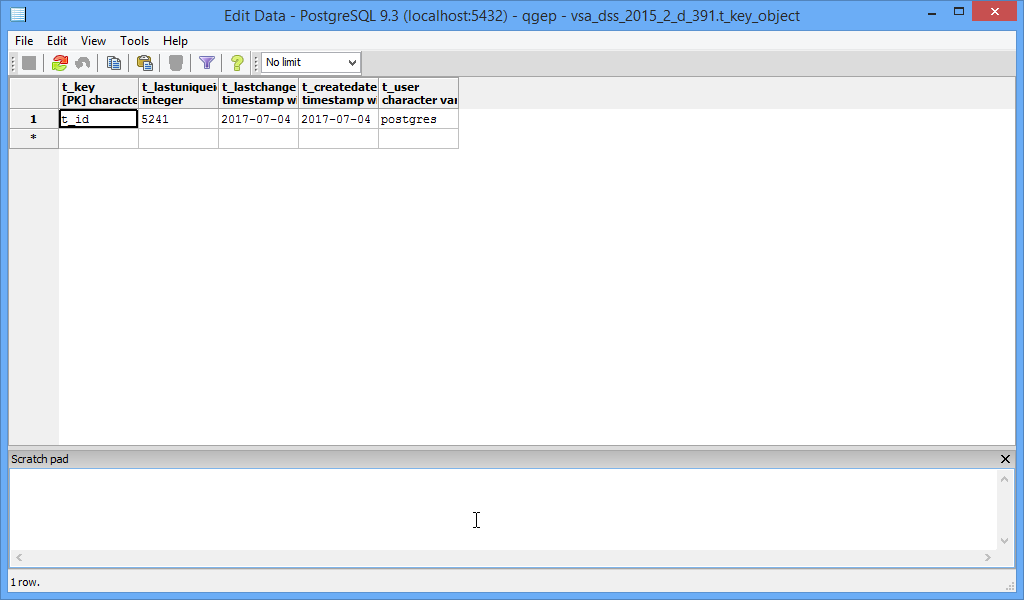 Edit Data - PostgreSQL 9.3 (localhost:5432) - qgep - vsa_dss_2015_2_d_391.t_key_object
File Edit View Tools Help
No limit
t_key t_lastuniquei t_lastchange t_createdate t_user
[PK] characte integer timestamp wi timestamp wi character var
1 t_id 5241 2017-07-04 2017-07-04 postgres
*
Scratch pad
1 row.